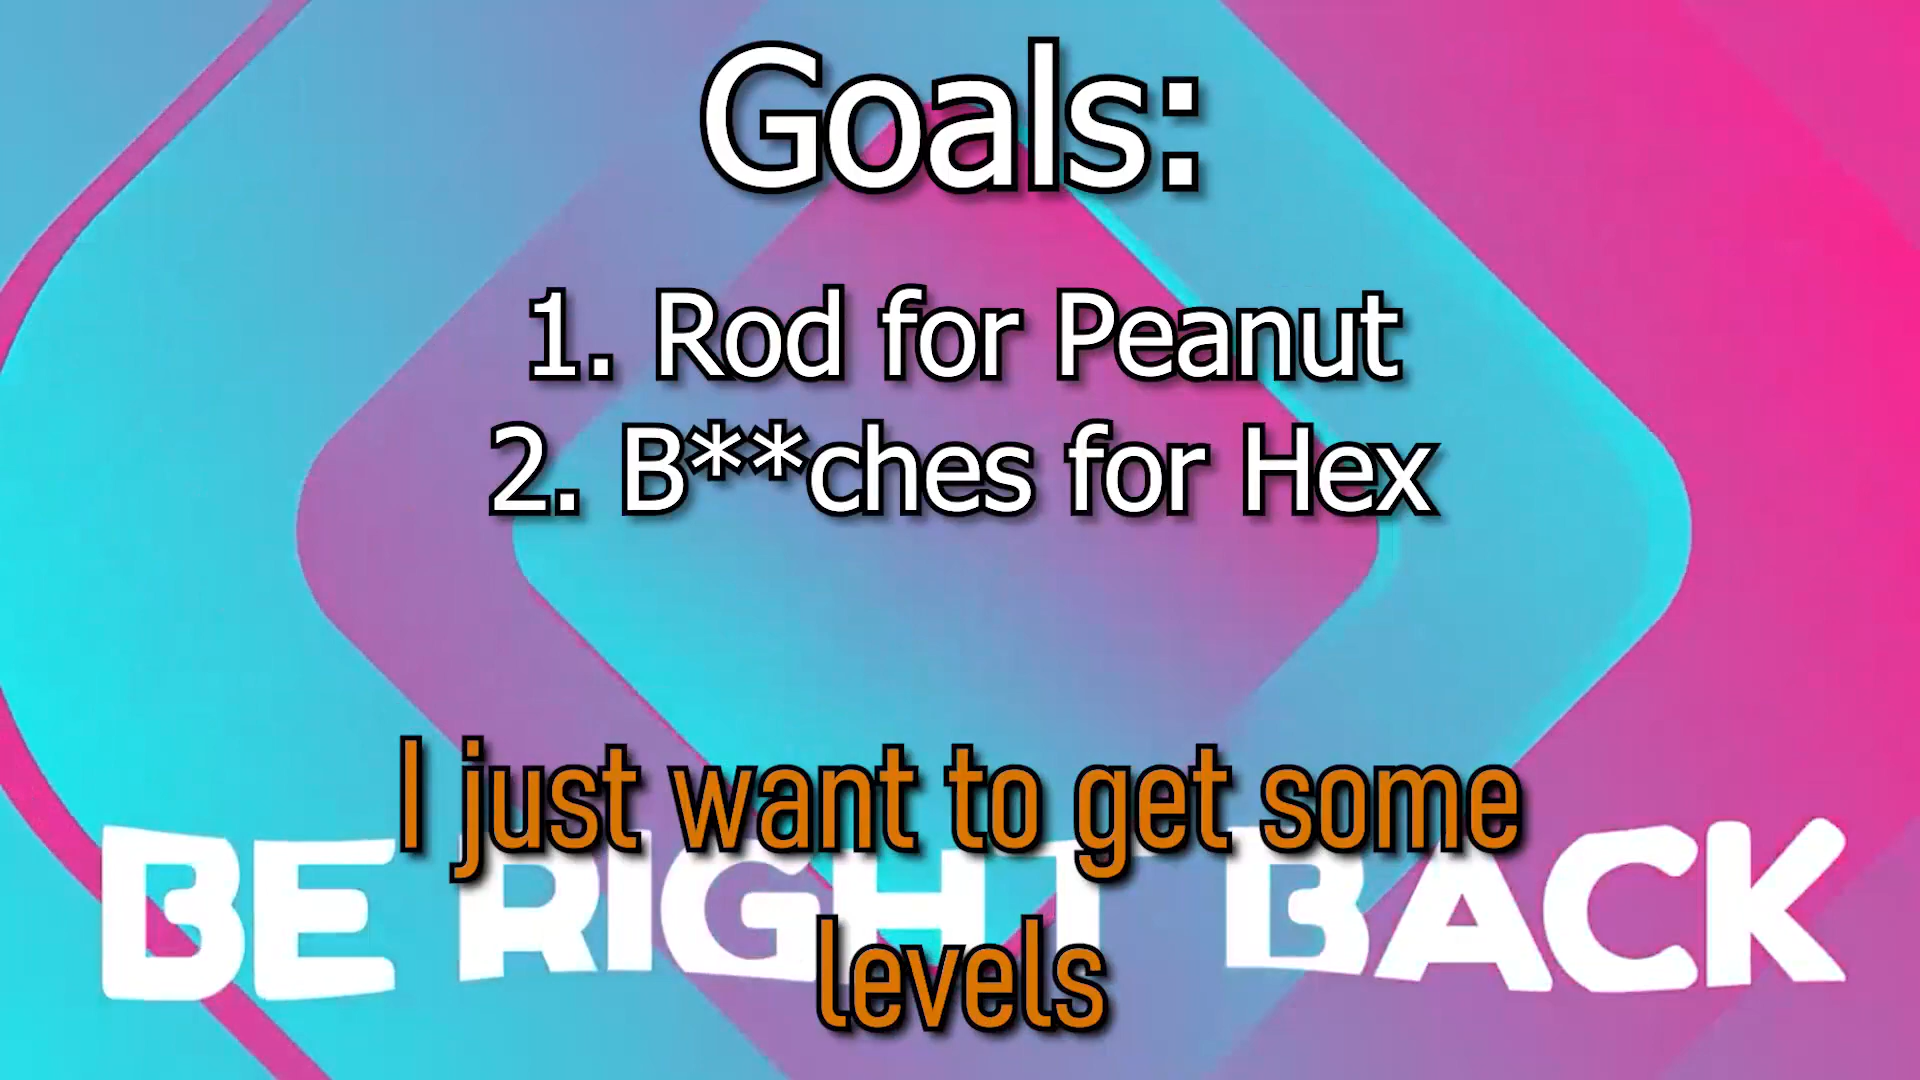 Goals:
1. Rod for Peanut
2. B**ches for Hex
I just want to get some
BE RIGHT BACK
levels